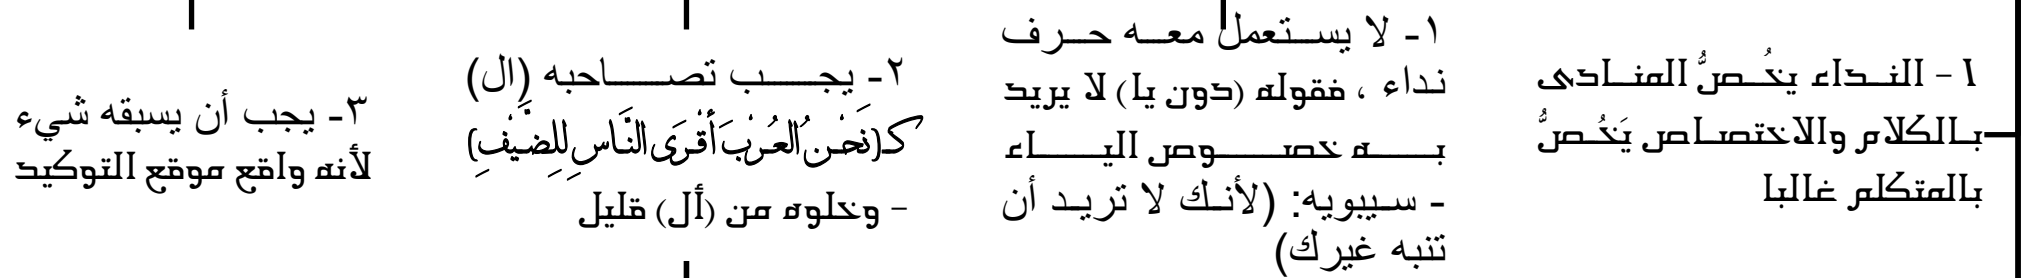 ١ - النداء يخُصُّ المنادى
بالكلام والاختصاص يَخُصُّ
بالمتكلم غالبا
١- لا يستعمل معه حرف
نداء ، فقوله (دون يا) لا يريد
به خصوص الياء
- سيبويه: (لأنك لا تريد أن
تنبه غيرك)
٢- يجب تصاحبه (ال)
كـ(نَحْنُ العُرْبَ أَقْرَى النَّاسِ لِلضَّيْفِ)
- وخلوه من (أل) قليل
٣- يجب أن يسبقه شيء
لأنه واقع موقع التوكيد